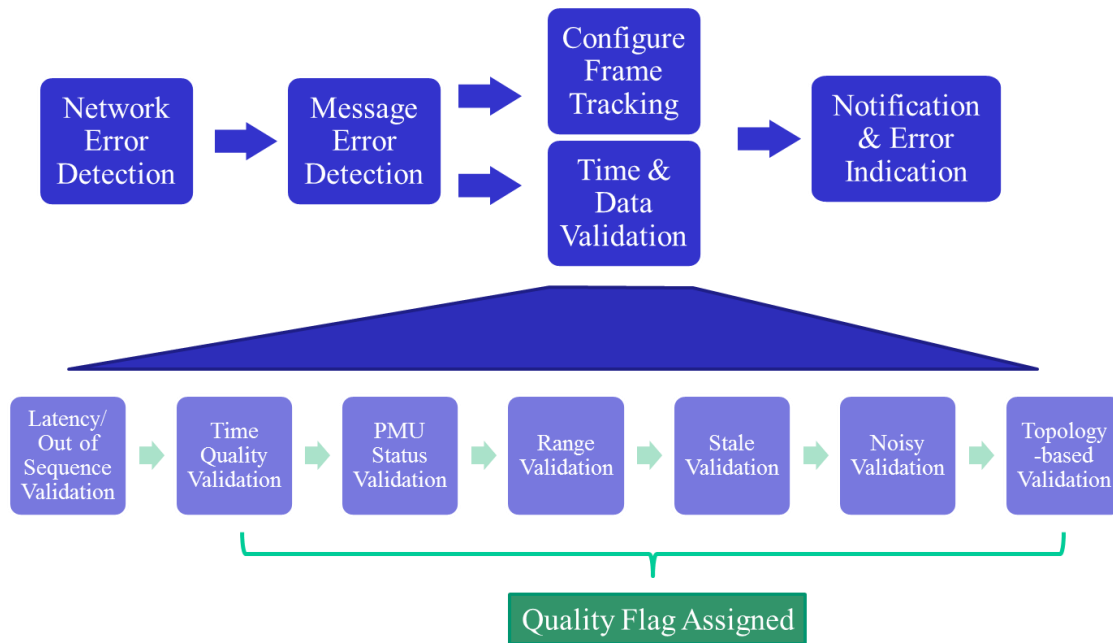 Network
Error
Detection
Message
Error
Detection
Configure
Frame
Tracking
Time &
Data
Validation
Notification
& Error
Indication
Latency/
Out of
Sequence
Validation
Time
Quality
Validation
PMU
Status
Validation
Range
Validation
Stale
Validation
Noisy
Validation
Topology
-based
Validation
Quality Flag Assigned